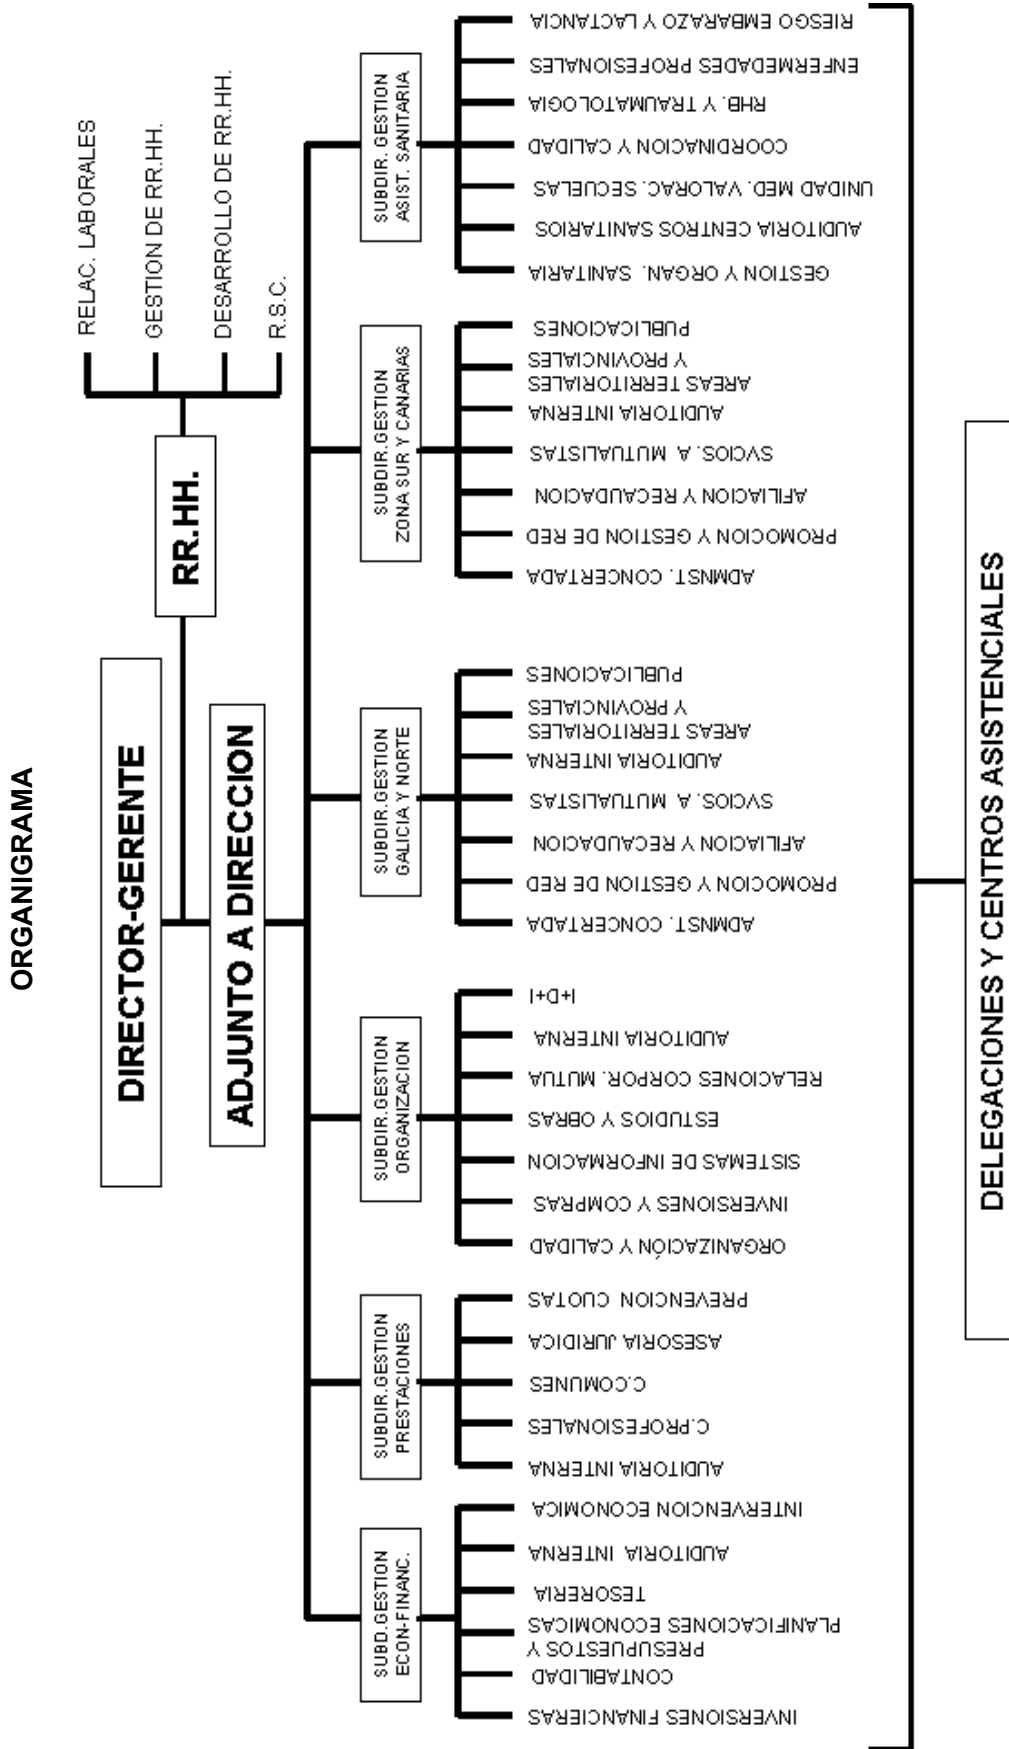 ORGANIGRAMA
DIRECTOR-GERENTE
RR.HH.
RELAC. LABORALES
GESTION DE RR.HH.
DESARROLLO DE RR.HH.
R.S.C.
ADJUNTO A DIRECCION
SUBD.GESTION
ECON-FINANC.
INVERSIONES FINANCIERAS
CONTABILIDAD
PRESUPUESTOS Y
PLANIFICACIONES ECONOMICAS
TESORERIA
AUDITORIA INTERNA
INTERVENCION ECONOMICA
SUBDIR.GESTION
PRESTACIONES
AUDITORIA INTERNA
C.PROFESIONALES
C.COMUNES
ASESORIA JURIDICA
PREVENCION CUOTAS
SUBDIR.GESTION
ORGANIZACION
ORGANIZACIÓN Y CALIDAD
INVERSIONES Y COMPRAS
SISTEMAS DE INFORMACION
ESTUDIOS Y OBRAS
RELACIONES CORPOR. MUTUA
AUDITORIA INTERNA
I+D+I
SUBDIR.GESTION
GALICIA Y NORTE
ADMNST. CONCERTADA
PROMOCION Y GESTION DE RED
AFILIACION Y RECAUDACION
SVCIOS. A MUTUALISTAS
AUDITORIA INTERNA
AREAS TERRITORIALES
Y PROVINCIALES
PUBLICACIONES
SUBDIR.GESTION
ZONA SUR Y CANARIAS
ADMNST. CONCERTADA
PROMOCION Y GESTION DE RED
AFILIACION Y RECAUDACION
SVCIOS. A MUTUALISTAS
AUDITORIA INTERNA
AREAS TERRITORIALES
Y PROVINCIALES
PUBLICACIONES
SUBDIR. GESTION
ASIST. SANITARIA
GESTION Y ORGAN. SANITARIA
AUDITORIA CENTROS SANITARIOS
UNIDAD MED. VALORAC. SECUELAS
COORDINACION Y CALIDAD
RHB. Y TRAUMATOLOGIA
ENFERMEDADES PROFESIONALES
RIESGO EMBARAZO Y LACTANCIA
DELEGACIONES Y CENTROS ASISTENCIALES